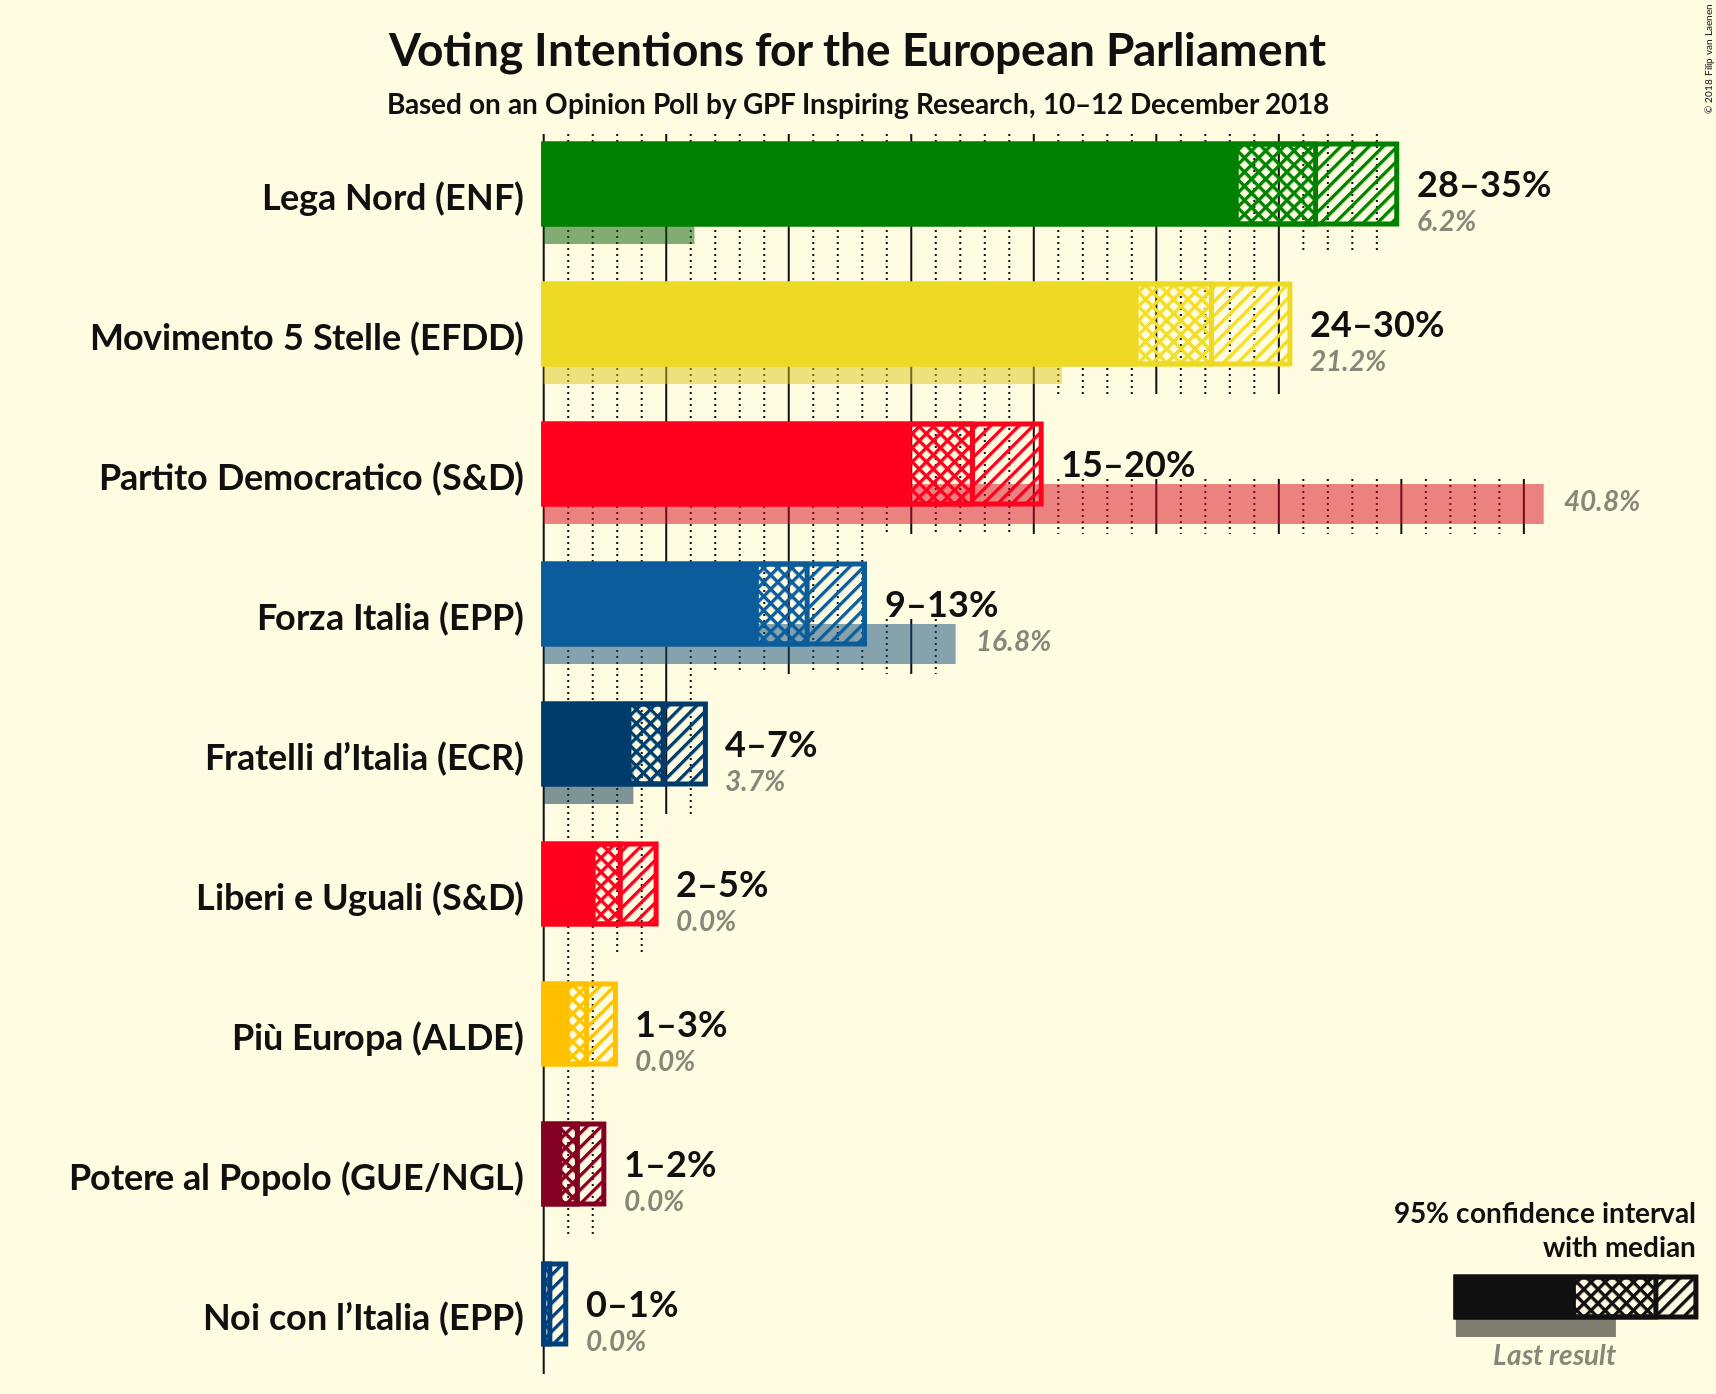 Voting Intentions for the European Parliament
Based on an Opinion Poll by GPF Inspiring Research, 10–12 December 2018
© 2018 Filip van Laenen
Lega Nord (ENF)
28–35%
6.2%
Movimento 5 Stelle (EFDD)
24–30%
21.2%
Partito Democratico (S&D)
15–20%
40.8%
Forza Italia (EPP)
9–13%
16.8%
Fratelli d’Italia (ECR)
4–7%
3.7%
Liberi e Uguali (S&D)
2–5%
0.0%
Più Europa (ALDE)
1–3%
0.0%
Potere al Popolo (GUE/NGL)
1–2%
0.0%
Noi con l’Italia (EPP)
0–1%
0.0%
95% confidence interval
with median
Last result